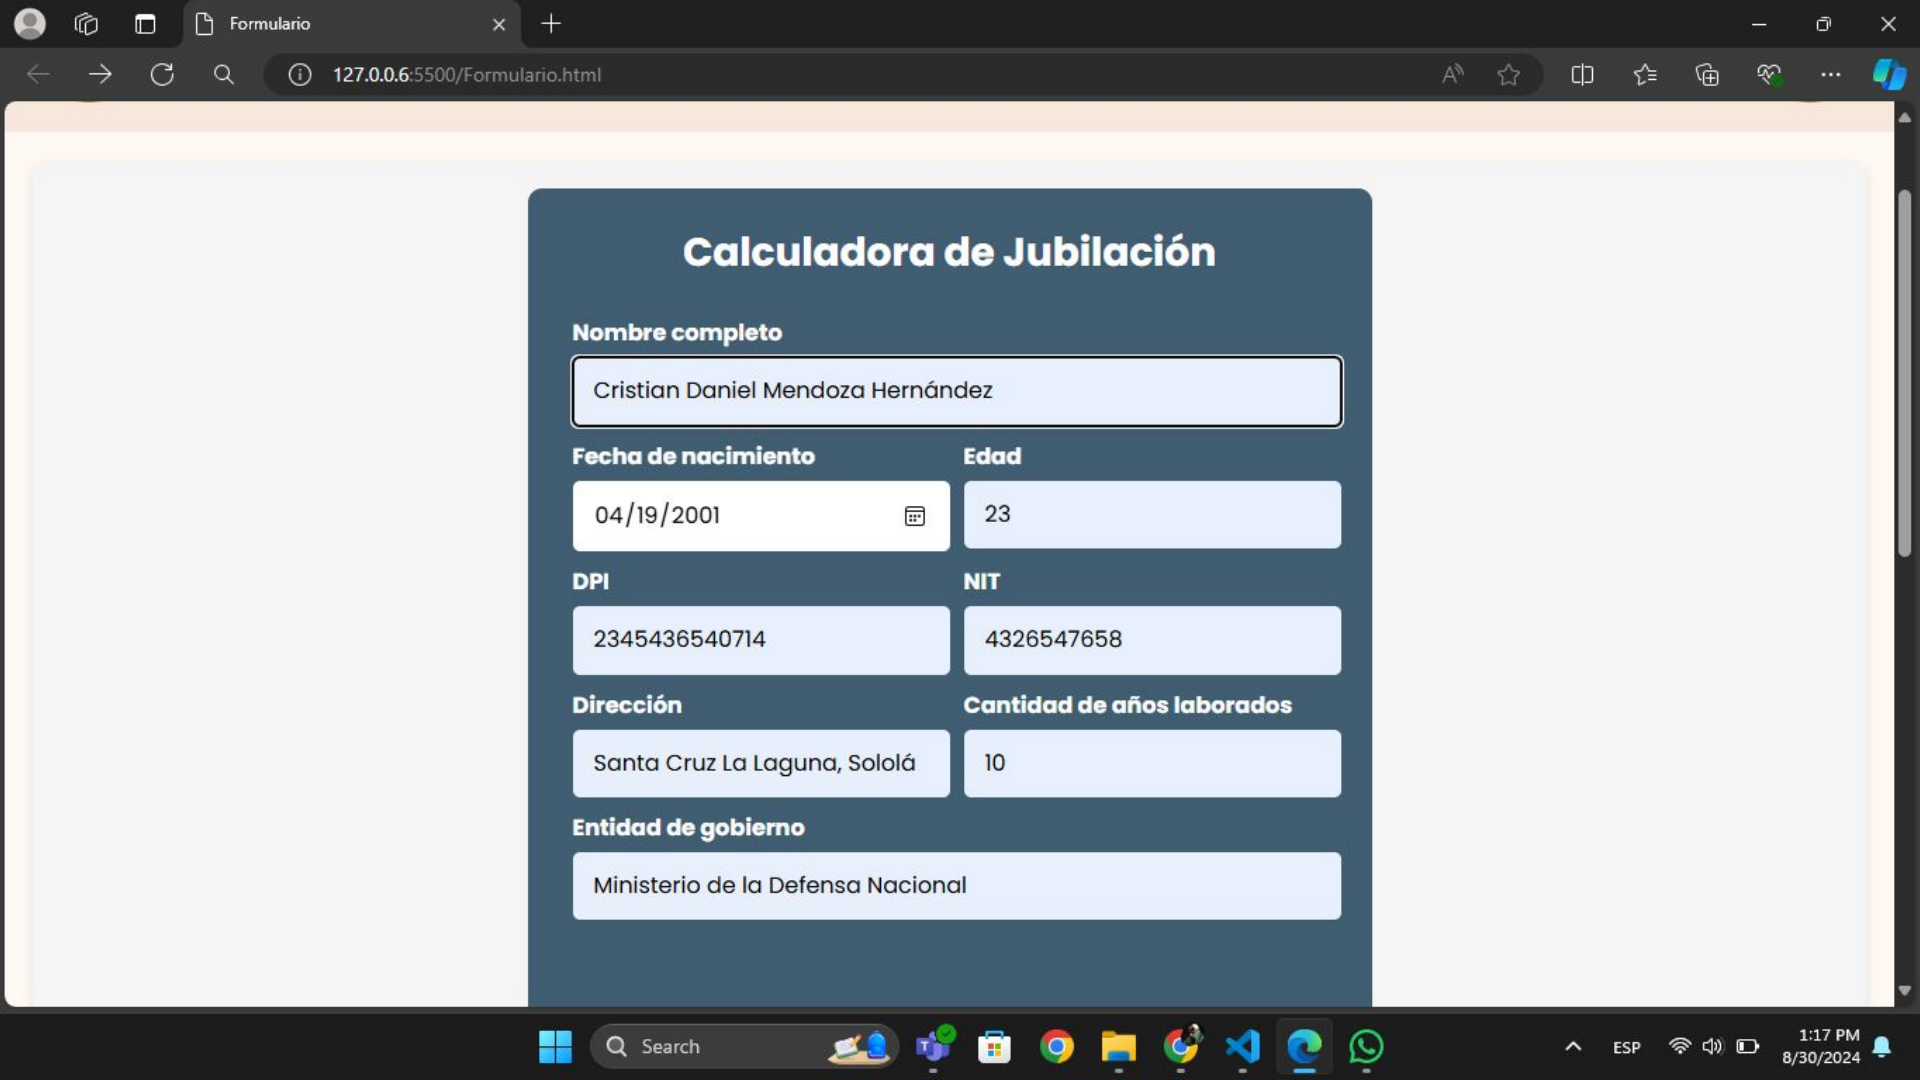 Formulario
127.0.0.6:5500/Formulario.html
Calculadora de Jubilación
Nombre completo
Cristian Daniel Mendoza Hernández
Fecha de nacimiento
Edad
04/19/2001
23
DPI
NIT
2345436540714
4326547658
Dirección
Cantidad de años laborados
Santa Cruz La Laguna, Sololá
10
Entidad de gobierno
Ministerio de la Defensa Nacional
Search
ESP
1:17 PM
8/30/2024